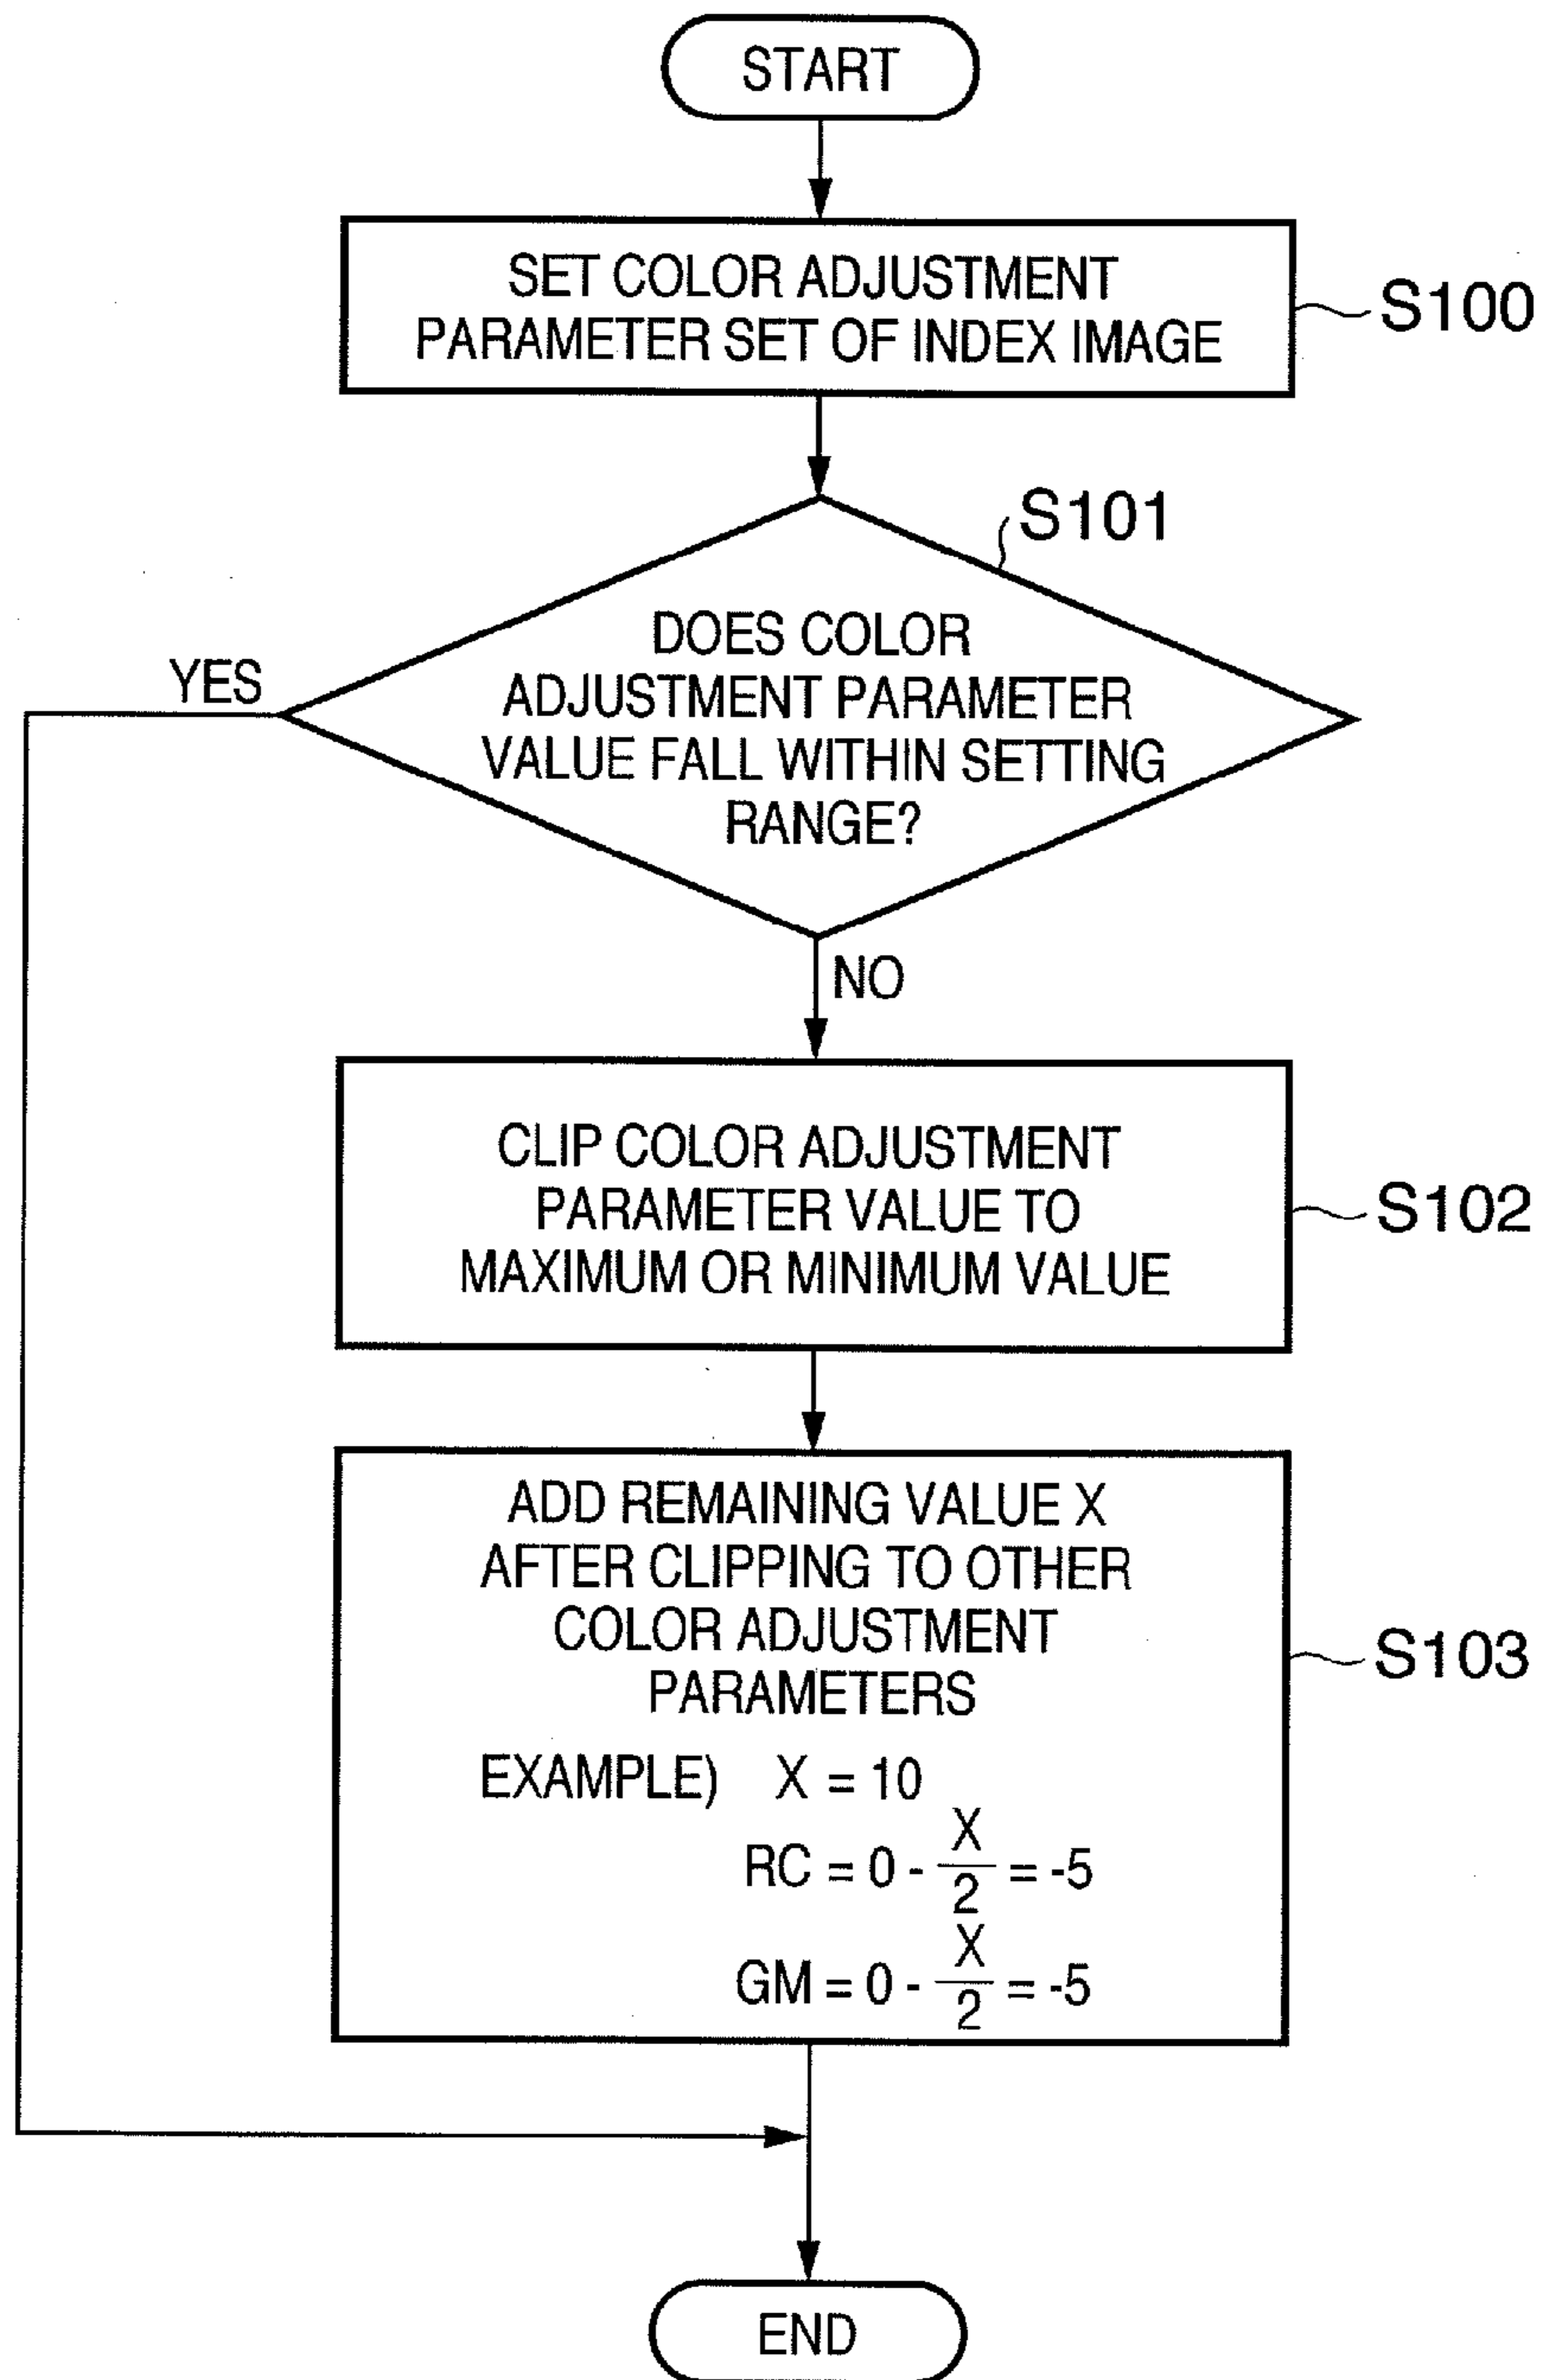 START
SET COLOR ADJUSTMENT
PARAMETER SET OF INDEX IMAGE
S100
S101
DOES COLOR
ADJUSTMENT PARAMETER
VALUE FALL WITHIN SETTING
RANGE?
YES
NO
CLIP COLOR ADJUSTMENT
PARAMETER VALUE TO
MAXIMUM OR MINIMUM VALUE
S102
ADD REMAINING VALUE X
AFTER CLIPPING TO OTHER
COLOR ADJUSTMENT
PARAMETERS
S103
EXAMPLE) X = 10
RC = 0 - X/2 = -5
GM = 0 - X/2 = -5
END